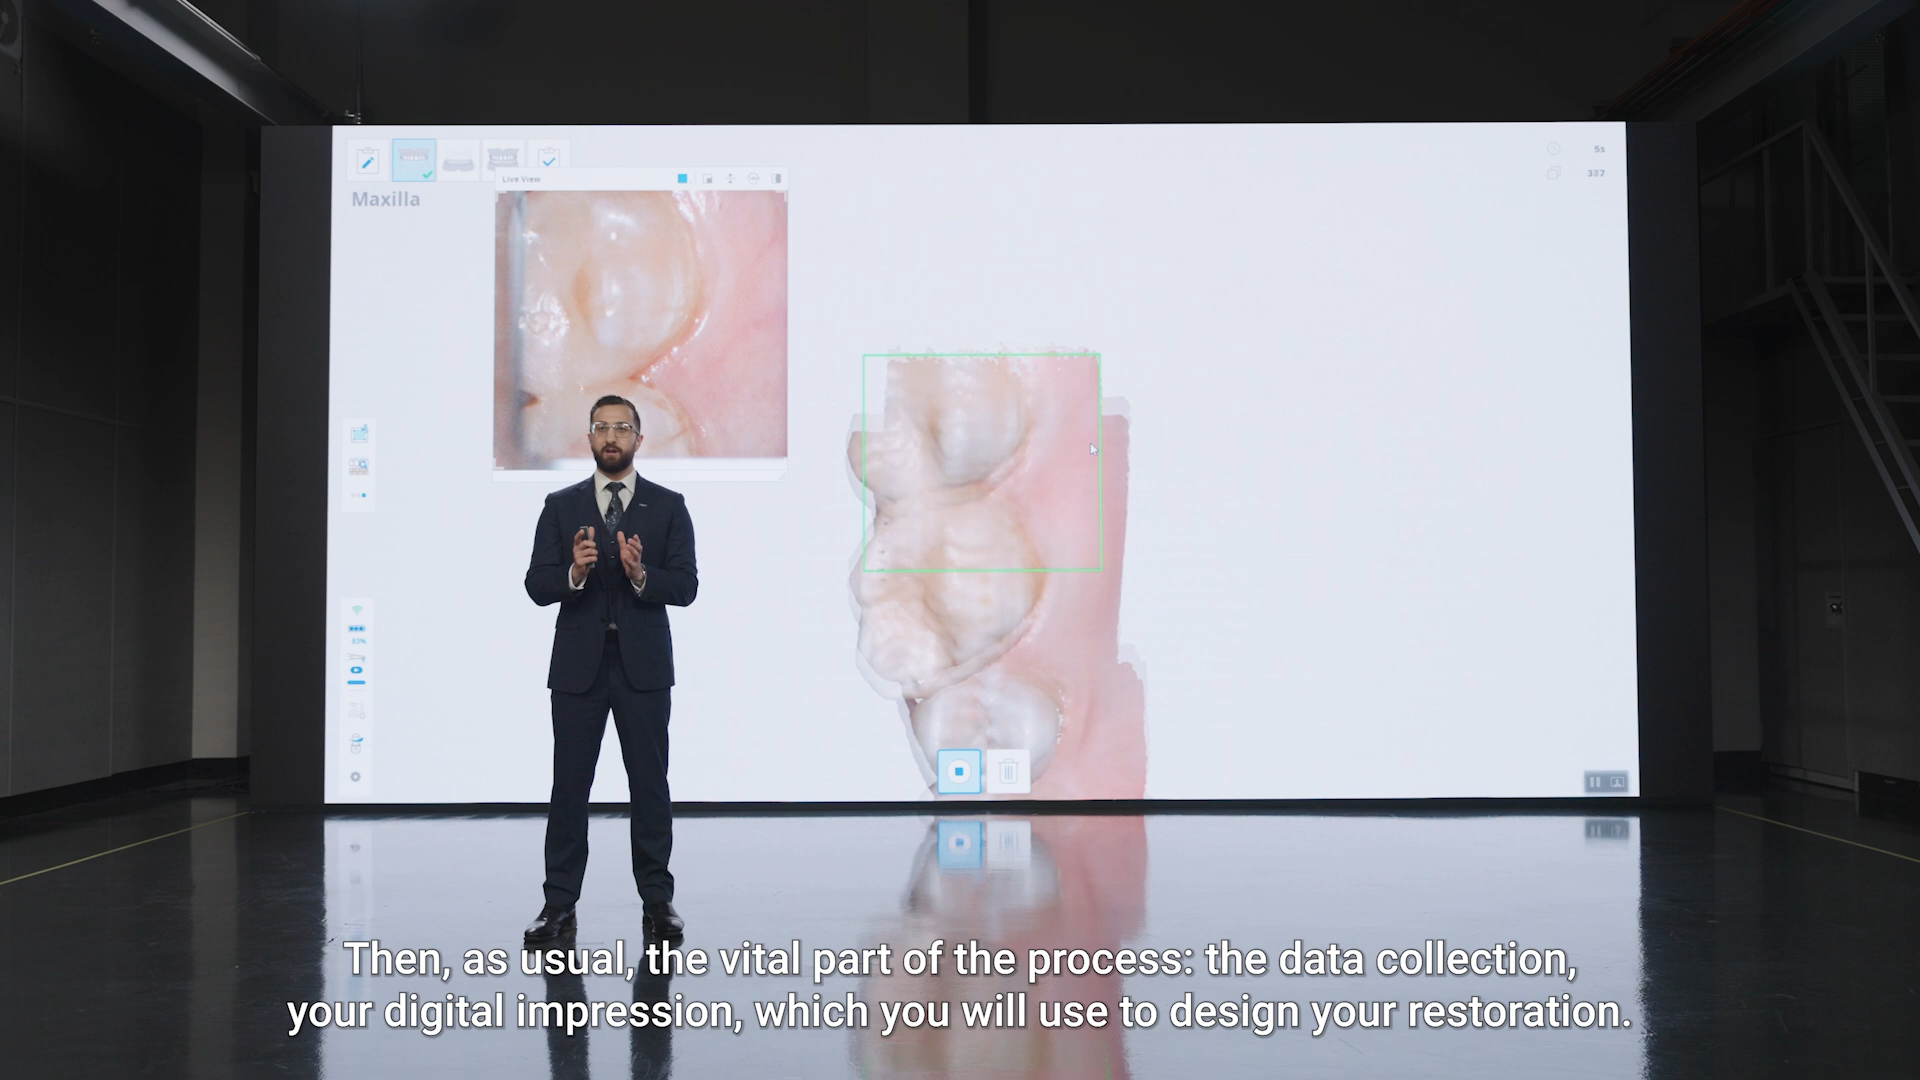 Live View
5s
387
Maxilla
33%
Then, as usual, the vital part of the process: the data collection,
your digital impression, which you will use to design your restoration.